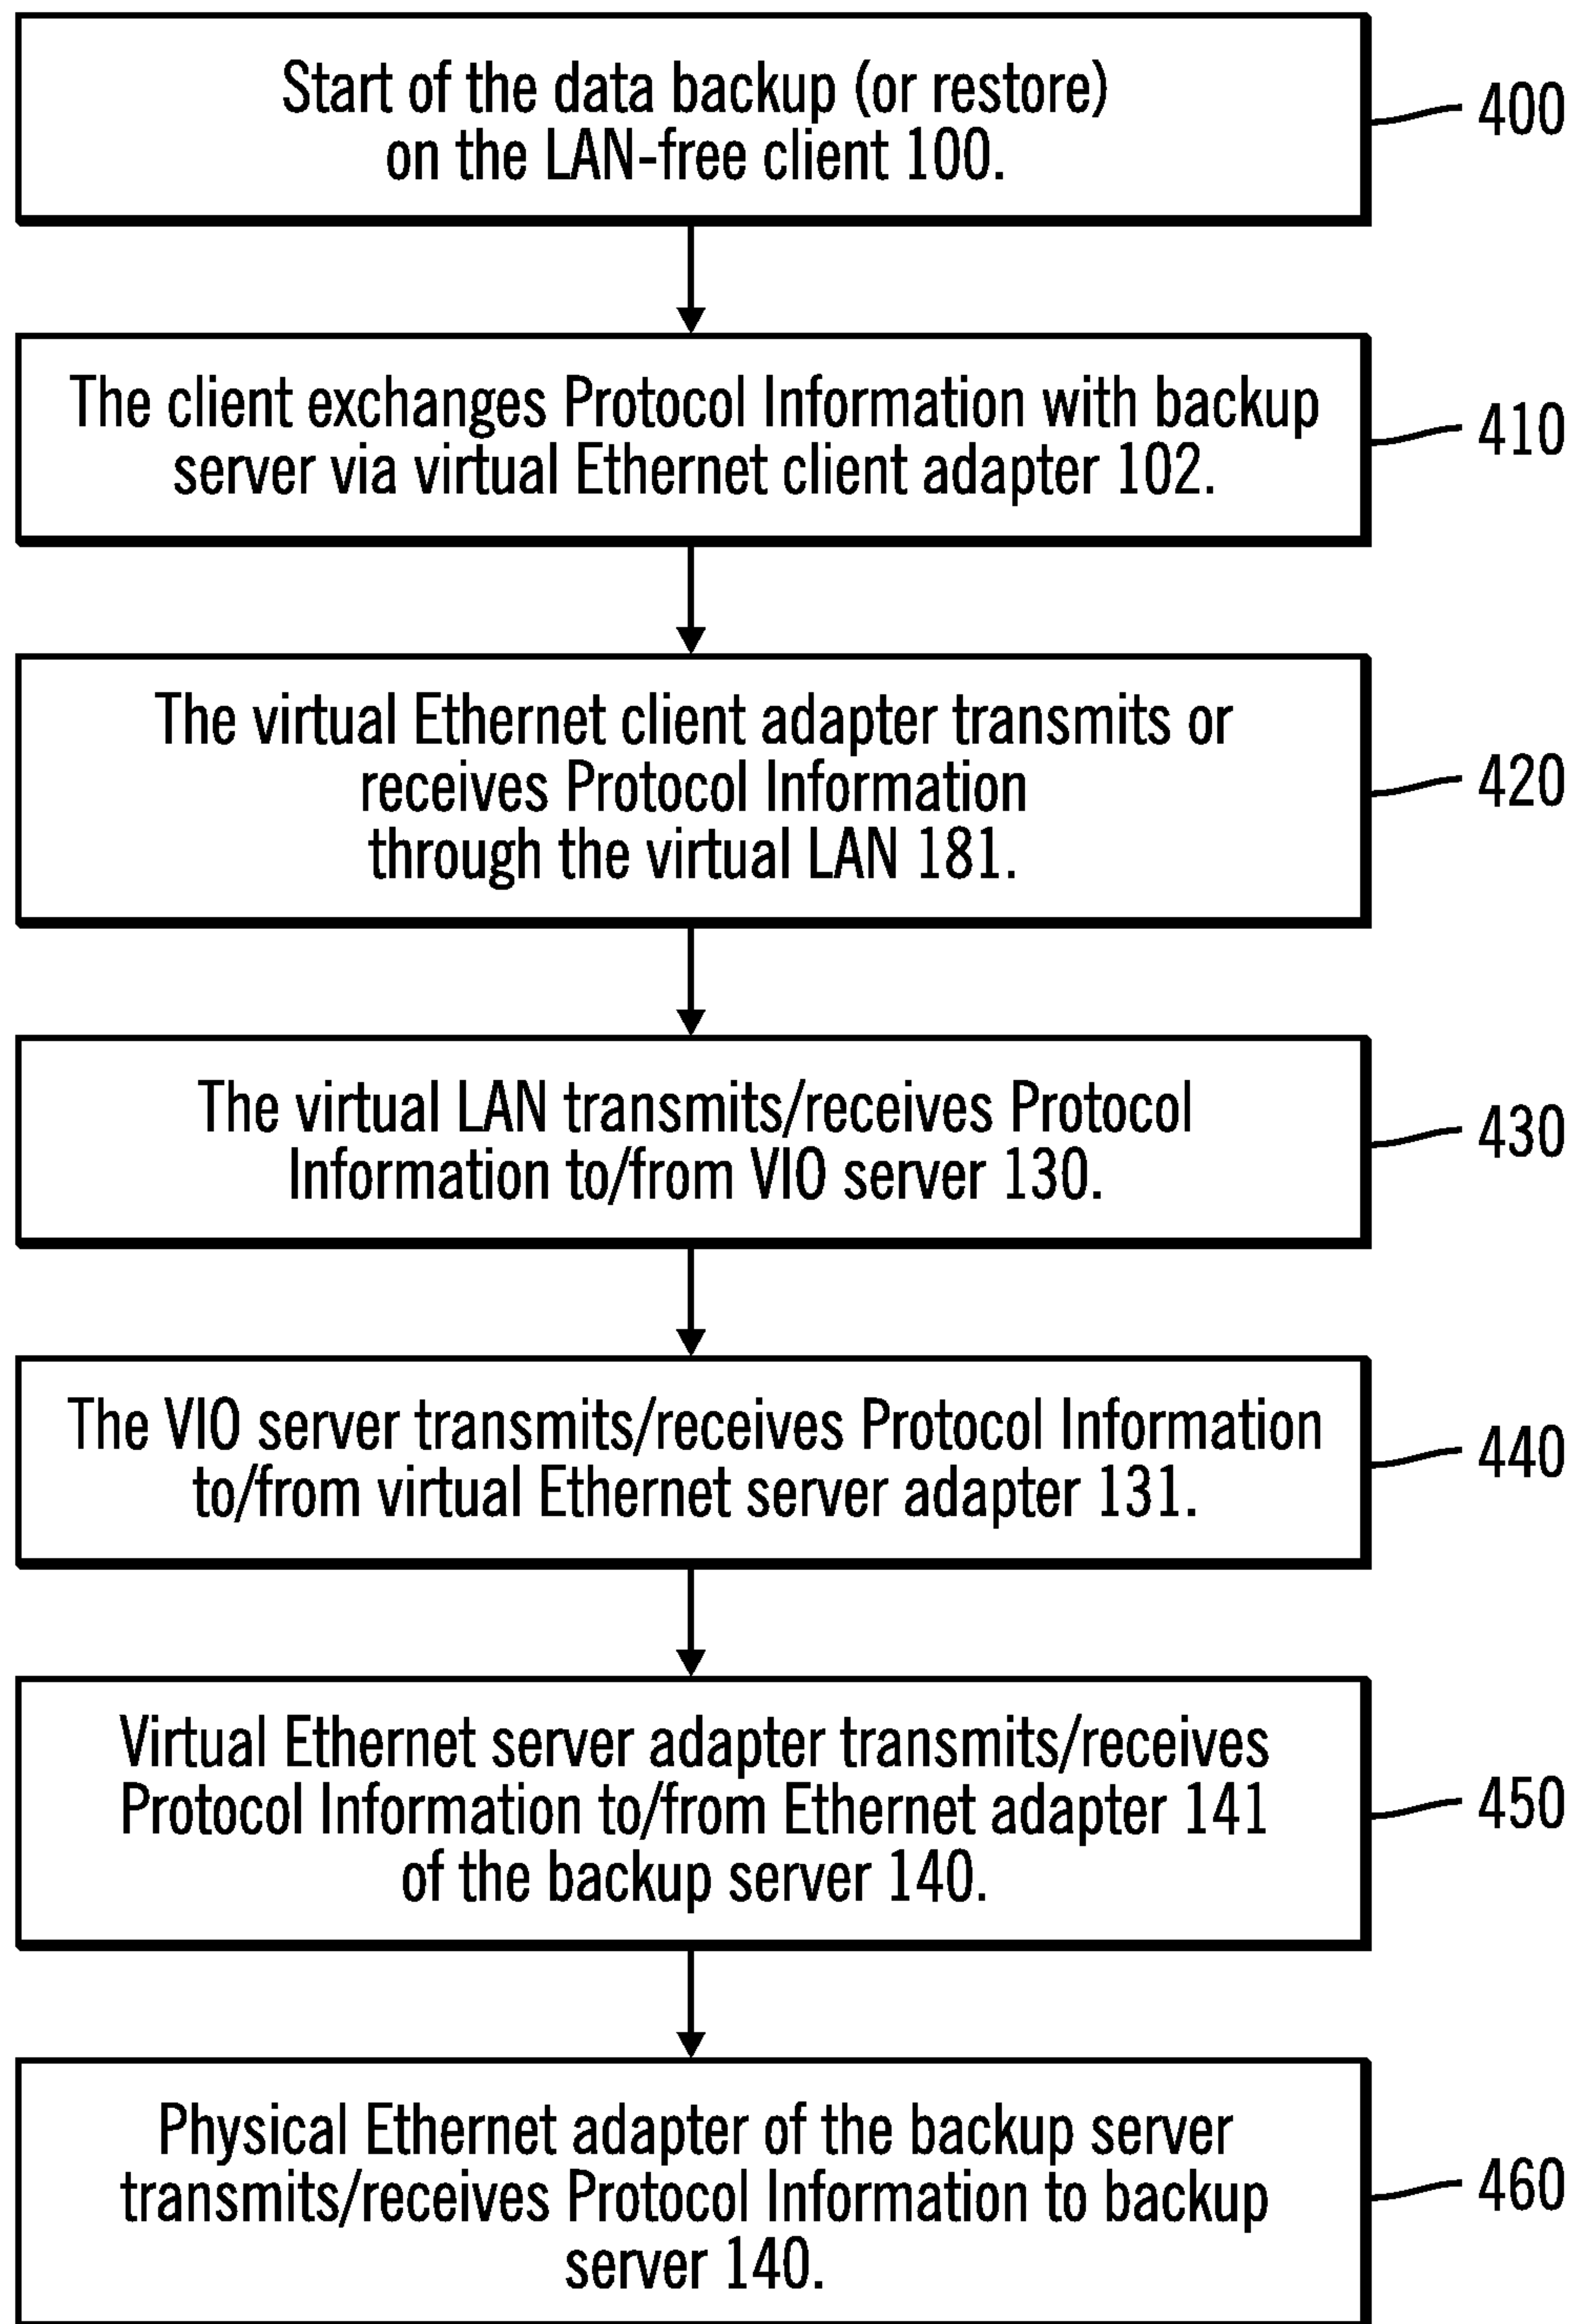 Start of the data backup (or restore)
on the LAN-free client 100.
400
The client exchanges Protocol Information with backup
server via virtual Ethernet client adapter 102.
410
The virtual Ethernet client adapter transmits or
receives Protocol Information
through the virtual LAN 181.
420
The virtual LAN transmits/receives Protocol
Information to/from VIO server 130.
430
The VIO server transmits/receives Protocol Information
to/from virtual Ethernet server adapter 131.
440
Virtual Ethernet server adapter transmits/receives
Protocol Information to/from Ethernet adapter 141
of the backup server 140.
450
Physical Ethernet adapter of the backup server
transmits/receives Protocol Information to backup
server 140.
460